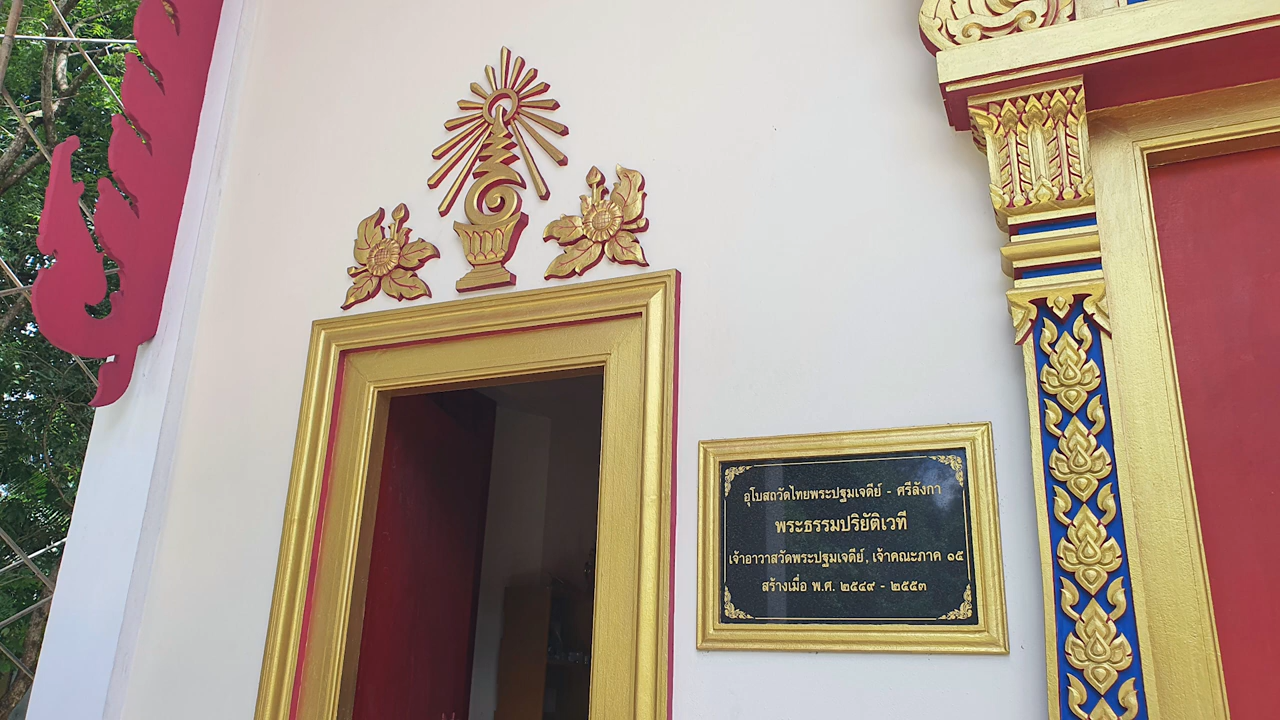 อุโบสถวัดไทยพระปฐมเจดีย์ - ศรีลังกา
พระธรรมปริยัติเวที
เจ้าอาวาสวัดพระปฐมเจดีย์, เจ้าคณะภาค ๑๕
สร้างเมื่อ พ.ศ. ๒๕๔๙ - ๒๕๕๓